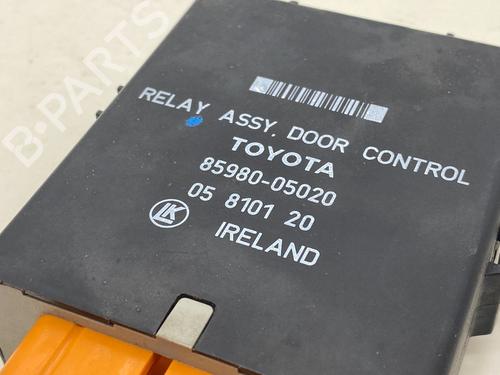 B-PARTS
RELAY ASSY, DOOR CONTROL
TOYOTA
85980-05020
05 8101 20
LK
IRELAND